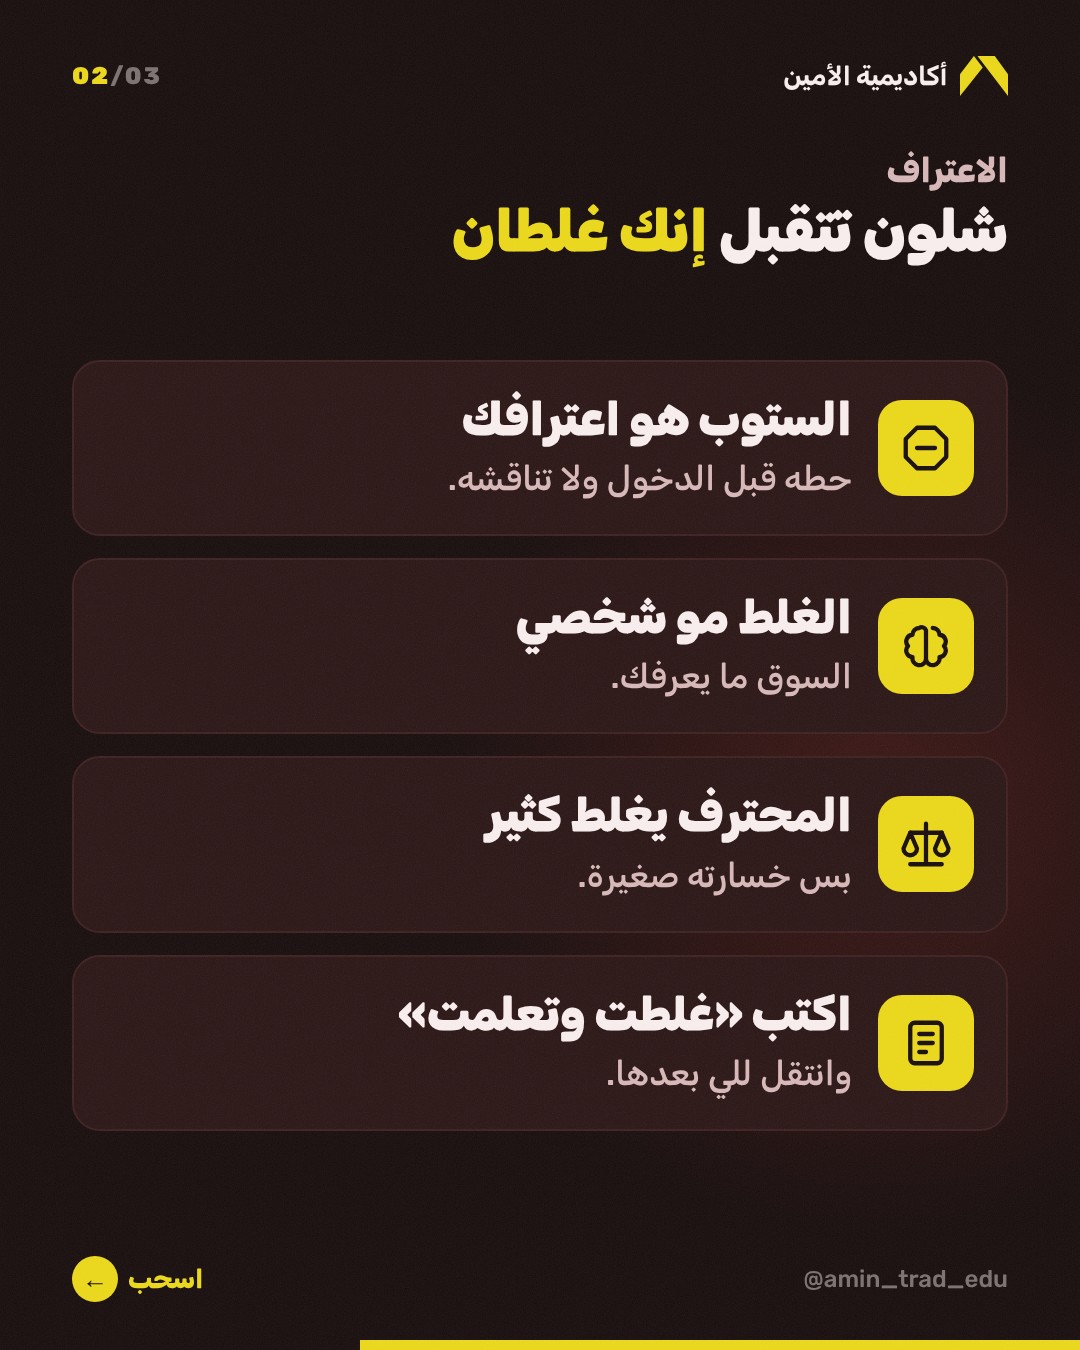 أكاديمية الأمين
02/03
الاعتراف
شلون تتقبل إنك غلطان
الستوب هو اعترافك
حطه قبل الدخول ولا تناقشه.
الغلط مو شخصي
السوق ما يعرفك.
المحترف يغلط كثير
بس خسارته صغيرة.
اكتب «غلطت وتعلمت»
وانتقل للي بعدها.
@amin_trad_edu
اسحب ←